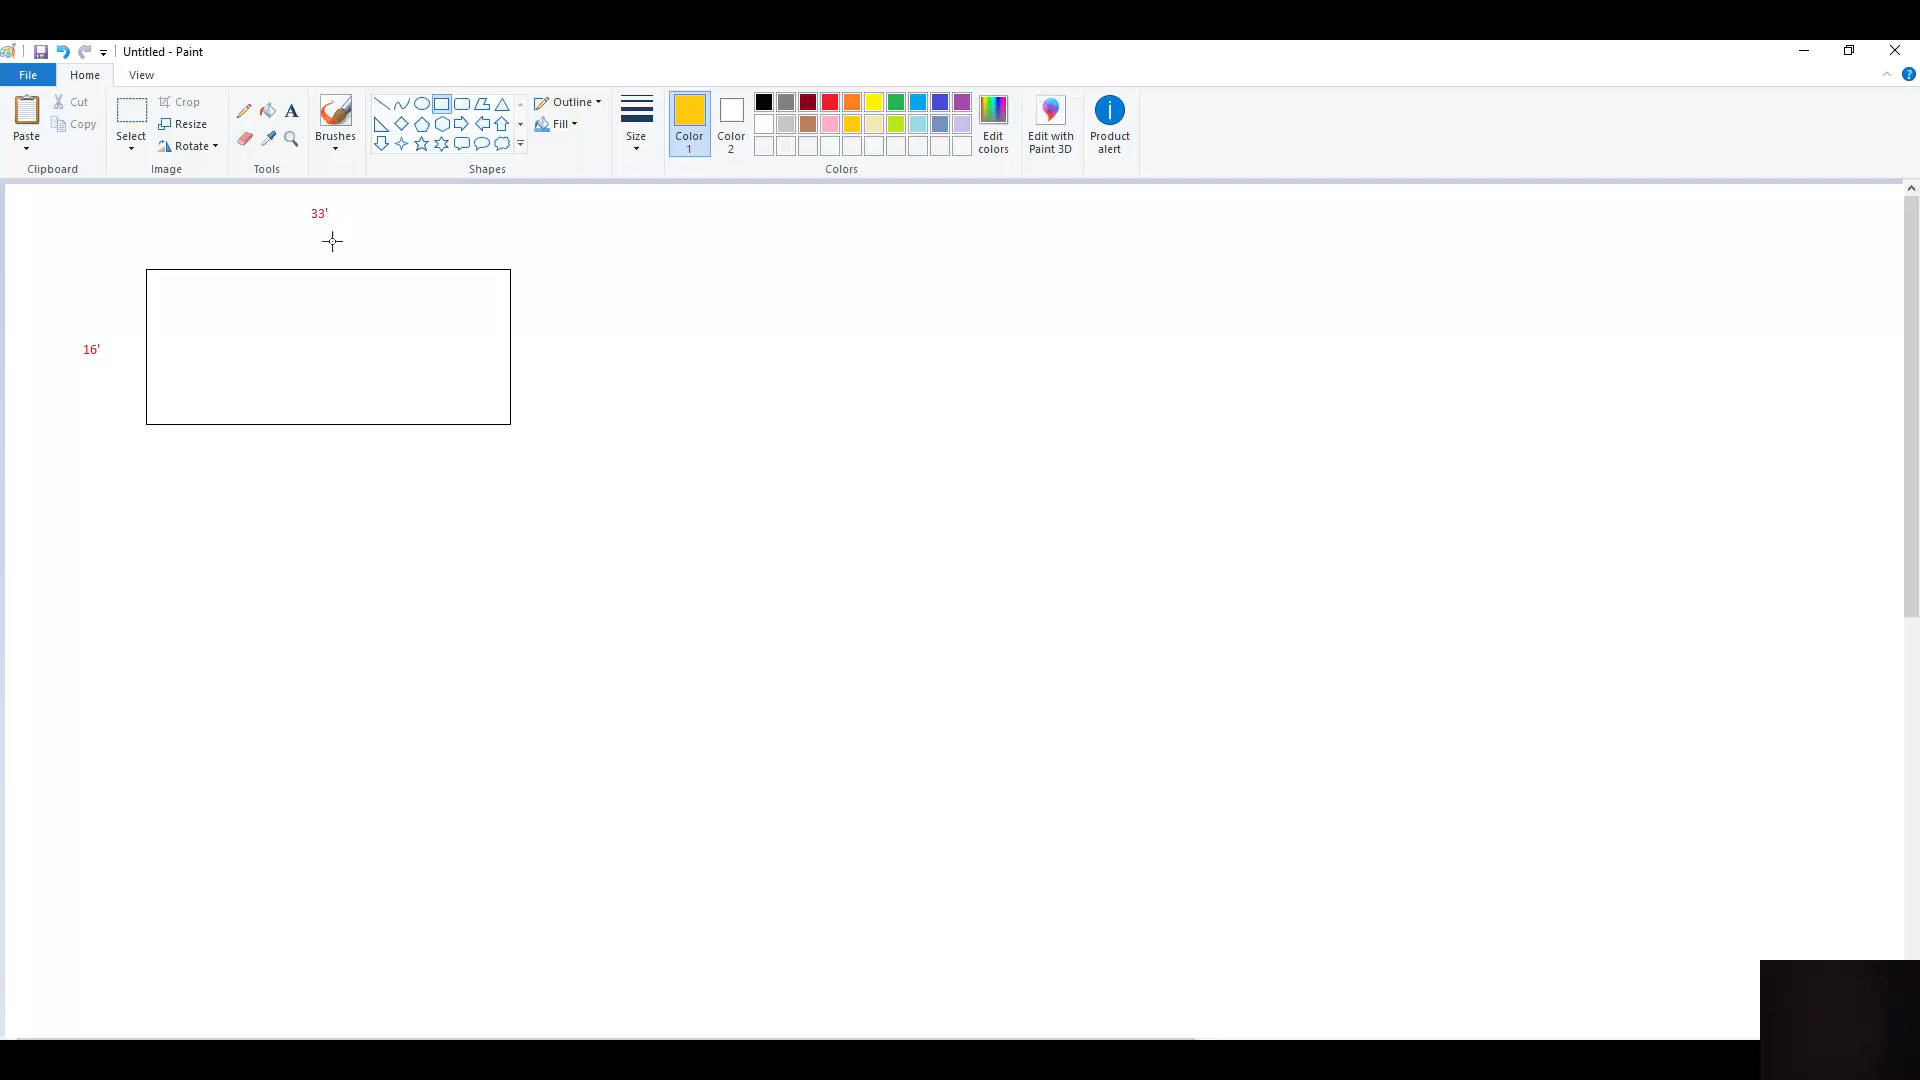 Untitled - Paint
File Home View
Paste
Cut
Copy
Clipboard
Select
Crop
Resize
Rotate
Image
A
Tools
Brushes
Shapes
Outline
Fill
Size
Color 1
Color 2
Edit colors
Colors
Edit with Paint 3D
Product alert
33'
16'